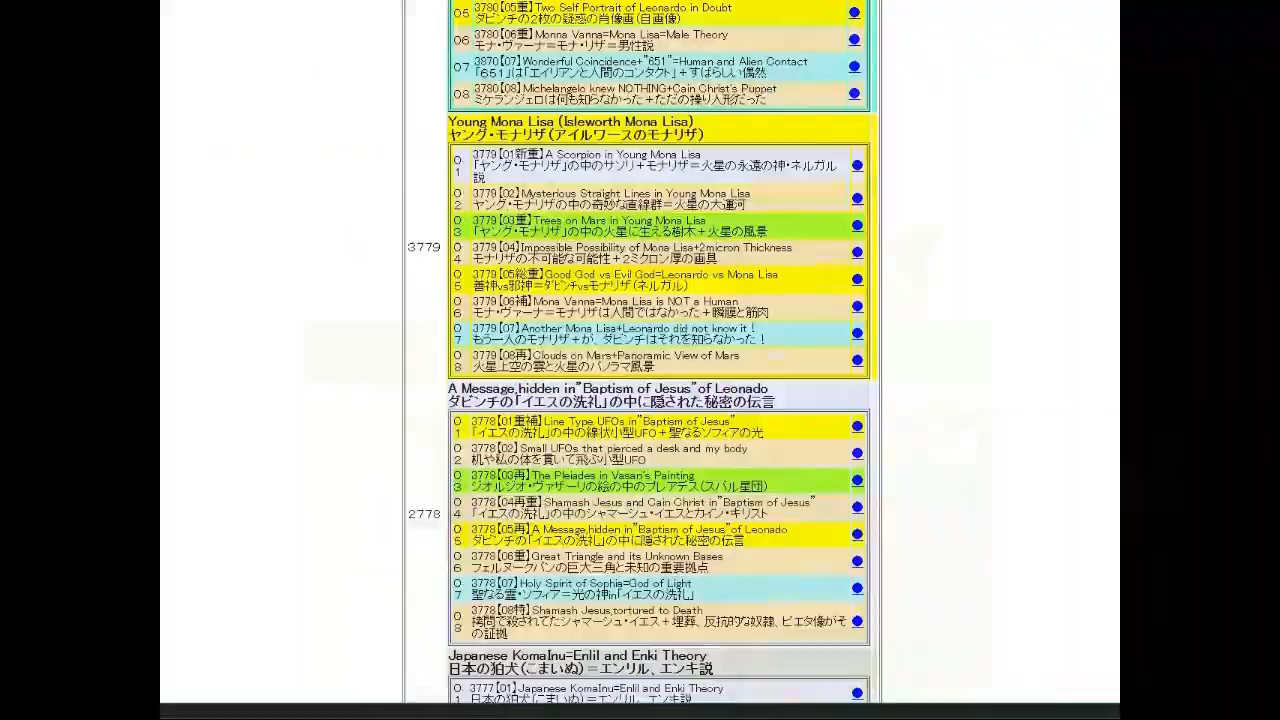 05 3780【05重】Two Self Portrait of Leonardo in Doubt
ダビンチの2枚の疑惑の肖像画(自画像)
06 3780【06重】Monna Vanna=Mona Lisa=Male Theory
モナ・ヴァーナ=モナ・リザ=男性説
07 3870【07】Wonderful Coincidence+"651"=Human and Alien Contact
「651」は「エイリアンと人間のコンタクト」+すばらしい偶然
08 3780【08】Michelangelo knew NOTHING+Cain Christ's Puppet
ミケランジェロは何も知らなかった+ただの操り人形だった
Young Mona Lisa (Isleworth Mona Lisa)
ヤング・モナリザ(アイルワースのモナリザ)
3779
01 3779【01新重】A Scorpion in Young Mona Lisa
「ヤング・モナリザ」の中のサソリ+モナリザ=火星の永遠の神・ネルガル
説
02 3779【02】Mysterious Straight Lines in Young Mona Lisa
ヤング・モナリザの中の奇妙な直線群=火星の大運河
03 3779【03重】Trees on Mars in Young Mona Lisa
「ヤング・モナリザ」の中の火星に生える樹木+火星の風景
04 3779【04】Impossible Possibility of Mona Lisa+2micron Thickness
モナリザの不可能な可能性+2ミクロン厚の画具
05 3779【05総重】Good God vs Evil God=Leonardo vs Mona Lisa
善神vs邪神=ダビンチvsモナリザ(ネルガル)
06 3779【06補】Mona Vanna=Mona Lisa is NOT a Human
モナ・ヴァーナ=モナリザは人間ではなかった+瞬膜と筋肉
07 3779【07】Another Mona Lisa+Leonardo did not know it!
もう一人のモナリザ+が、ダビンチはそれを知らなかった!
08 3779【08再】Clouds on Mars+Panoramic View of Mars
火星上空の雲と火星のパノラマ風景
A Message,hidden in"Baptism of Jesus"of Leonado
ダビンチの「イエスの洗礼」の中に隠された秘密の伝言
2778
01 3778【01重補】Line Type UFOs in"Baptism of Jesus"
「イエスの洗礼」の中の線状小型UFO+聖なるソフィアの光
02 3778【02】Small UFOs that pierced a desk and my body
机や私の体を貫いて飛ぶ小型UFO
03 3778【03再】The Pleiades in Vasari's Painting
ジオルジオ・ヴァザーリの絵の中のプレアデス(スバル星団)
04 3778【04再重】Shamash Jesus and Cain Christ in"Baptism of Jesus"
「イエスの洗礼」の中のシャマーシュ・イエスとカイン・キリスト
05 3778【05再】A Message,hidden in"Baptism of Jesus"of Leonado
ダビンチの「イエスの洗礼」の中に隠された秘密の伝言
06 3778【06重】Great Triangle and its Unknown Bases
フェルヌークパンの巨大三角と未知の重要拠点
07 3778【07】Holy Spirit of Sophia=God of Light
聖なる霊・ソフィア=光の神in「イエスの洗礼」
08 3778【08特】Shamash Jesus,tortured to Death
拷問で殺されてたシャマーシュ・イエス+埋葬、反抗的な奴隷、ピエタ像がそ
の証拠
Japanese KomaInu=Enlil and Enki Theory
日本の狛犬(こまいぬ)=エンリル、エンキ説
01 3777【01】Japanese KomaInu=Enlil and Enki Theory
日本の狛犬(こまいぬ)=エンリル、エンキ説